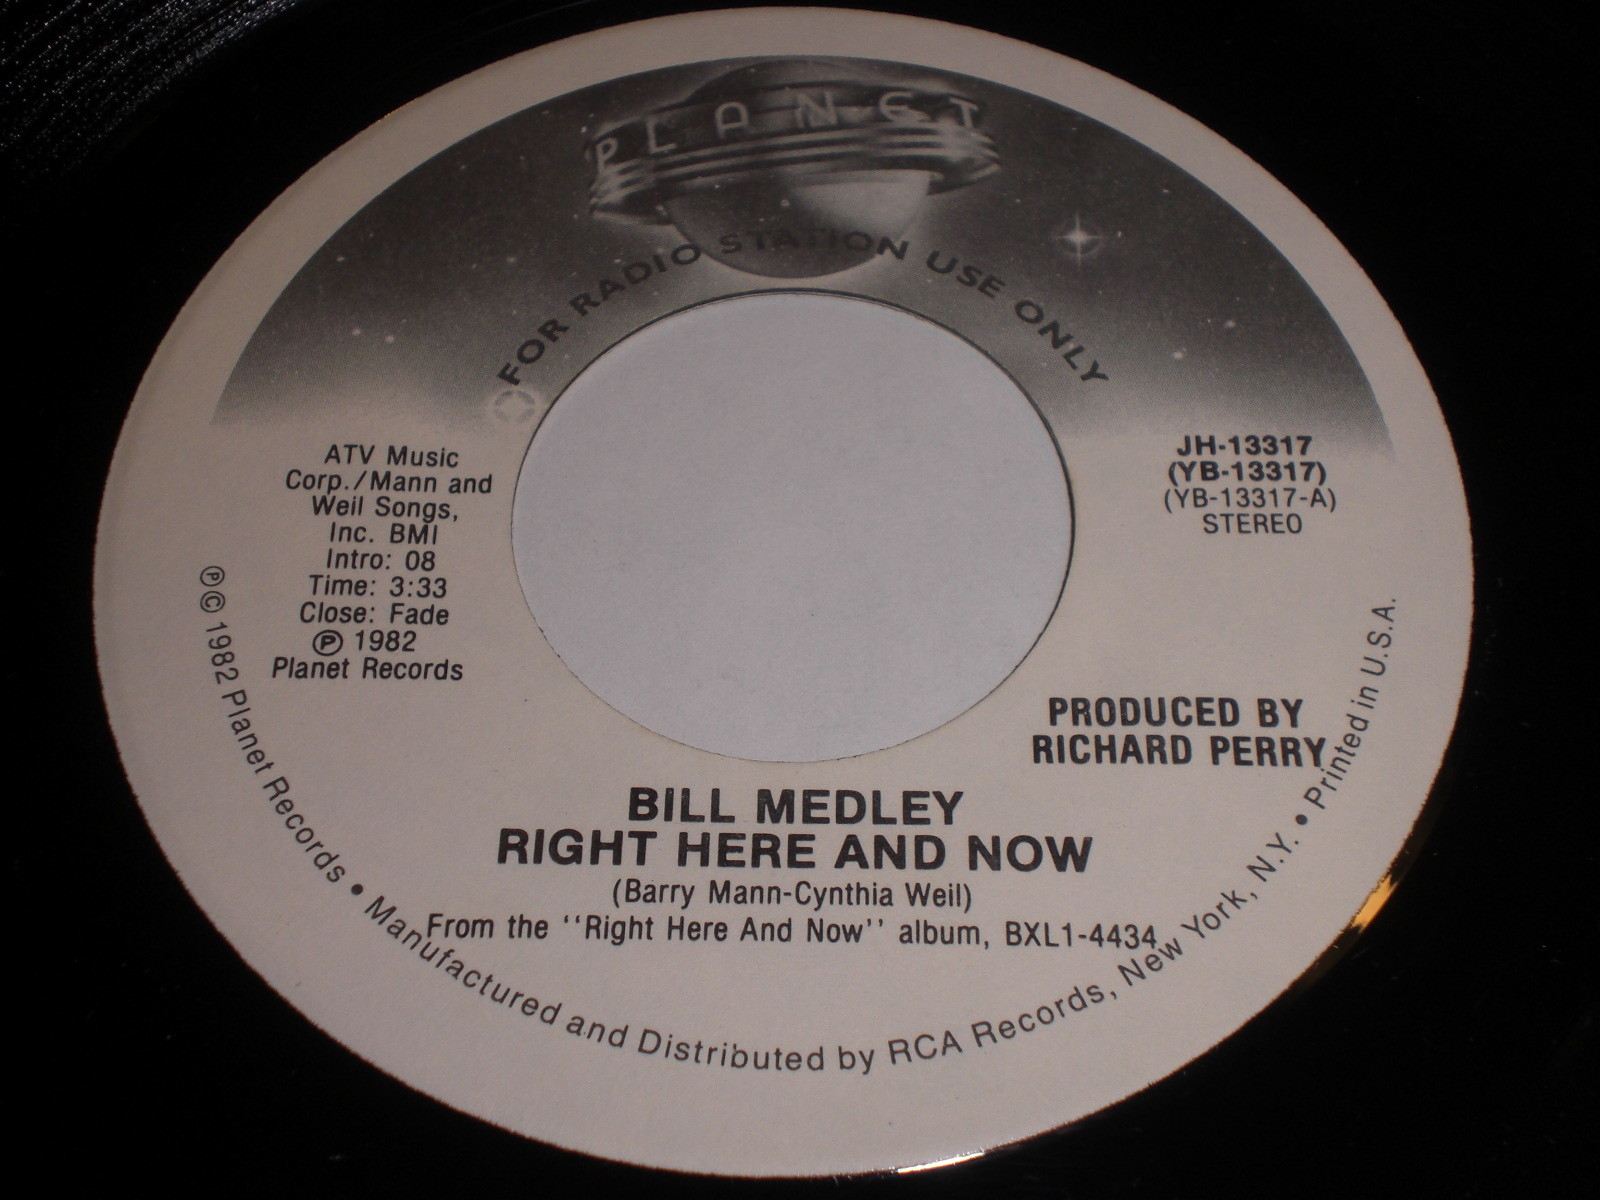 PLANET
FOR RADIO STATION USE ONLY
ATV Music
Corp./Mann and
Weil Songs,
Inc. BMI
Intro: 08
Time: 3:33
Close: Fade
Ⓟ 1982
Planet Records
JH-13317
(YB-13317)
(YB-13317-A)
STEREO
PRODUCED BY
RICHARD PERRY
BILL MEDLEY
RIGHT HERE AND NOW
(Barry Mann-Cynthia Weil)
From the "Right Here And Now" album, BXL1-4434
Ⓟ © 1982 Planet Records • Manufactured and Distributed by RCA Records, New York, N.Y. • Printed in U.S.A.